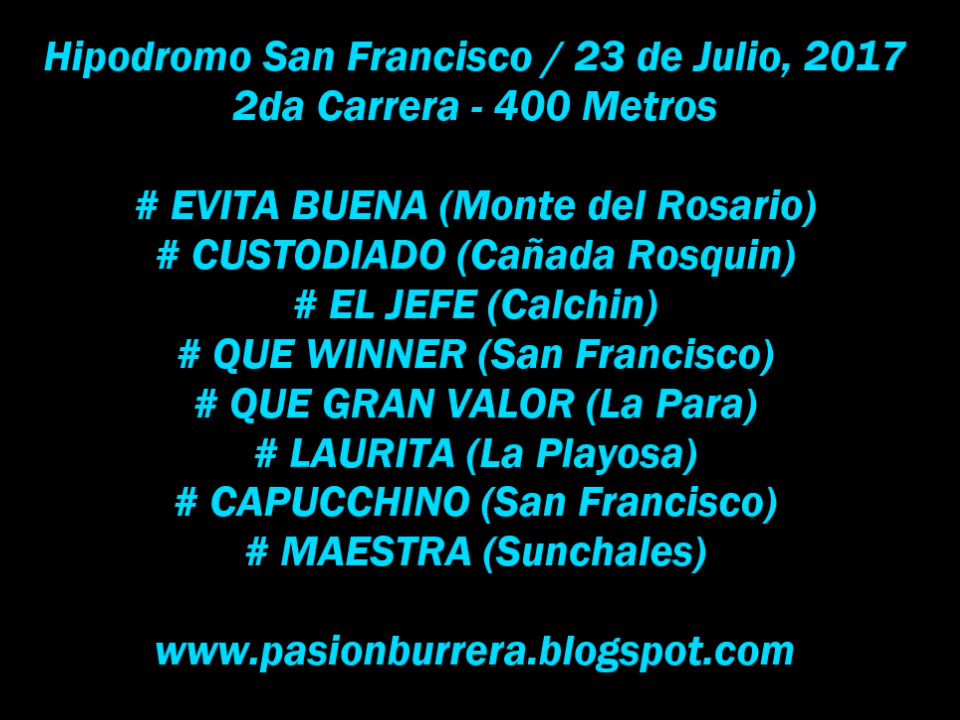 Hipodromo San Francisco / 23 de Julio, 2017
2da Carrera - 400 Metros
# EVITA BUENA (Monte del Rosario)
# CUSTODIADO (Cañada Rosquin)
# EL JEFE (Calchin)
# QUE WINNER (San Francisco)
# QUE GRAN VALOR (La Para)
# LAURITA (La Playosa)
# CAPUCCHINO (San Francisco)
# MAESTRA (Sunchales)
www.pasionburrera.blogspot.com